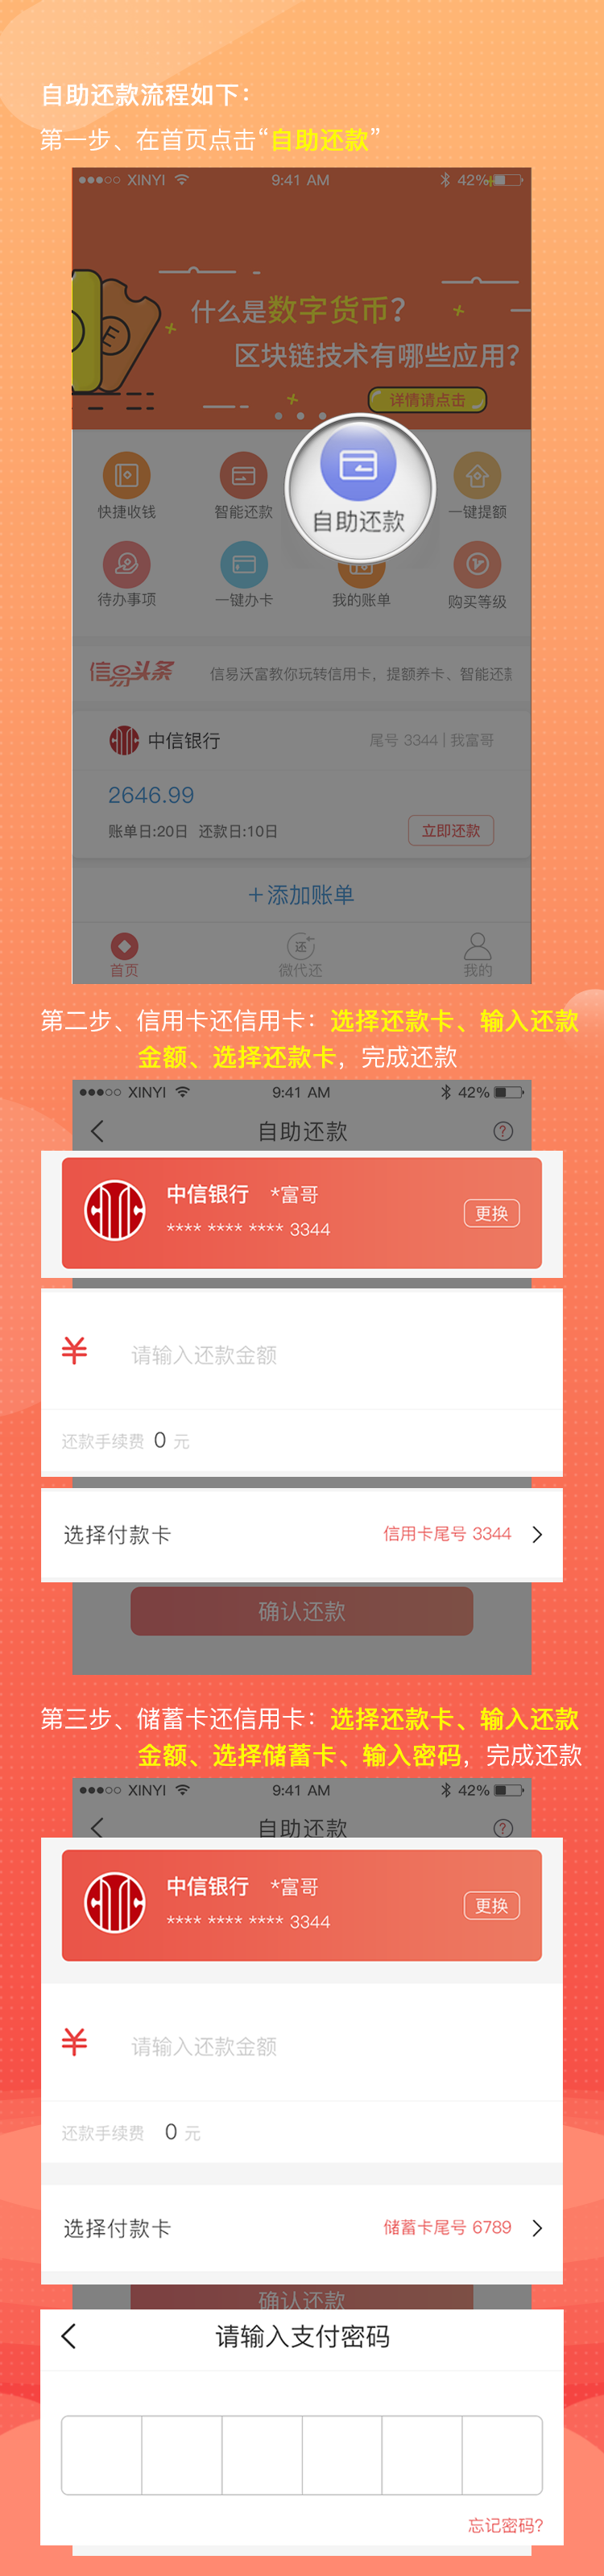 自助还款流程如下：
第一步、在首页点击“自助还款”
●●●○○ XINYI 9:41 AM 42%
什么是数字货币？
区块链技术有哪些应用？
详情请点击
快捷收钱 智能还款 自助还款 一键提额
待办事项 一键办卡 我的账单 购买等级
信易头条 信易沃富教你玩转信用卡，提额养卡、智能还款
中信银行 尾号 3344 | 我富哥
2646.99
账单日:20日 还款日:10日 立即还款
+添加账单
还
首页 微代还 我的
第二步、信用卡还信用卡：选择还款卡、输入还款
金额、选择还款卡，完成还款
●●●○○ XINYI 9:41 AM 42%
自助还款 ?
中信银行 *富哥
更换
**** **** **** 3344
¥ 请输入还款金额
还款手续费 0 元
选择付款卡 信用卡尾号 3344
确认还款
第三步、储蓄卡还信用卡：选择还款卡、输入还款
金额、选择储蓄卡、输入密码，完成还款
●●●○○ XINYI 9:41 AM 42%
自助还款 ?
中信银行 *富哥
更换
**** **** **** 3344
¥ 请输入还款金额
还款手续费 0 元
选择付款卡 储蓄卡尾号 6789
确认还款
请输入支付密码
忘记密码?